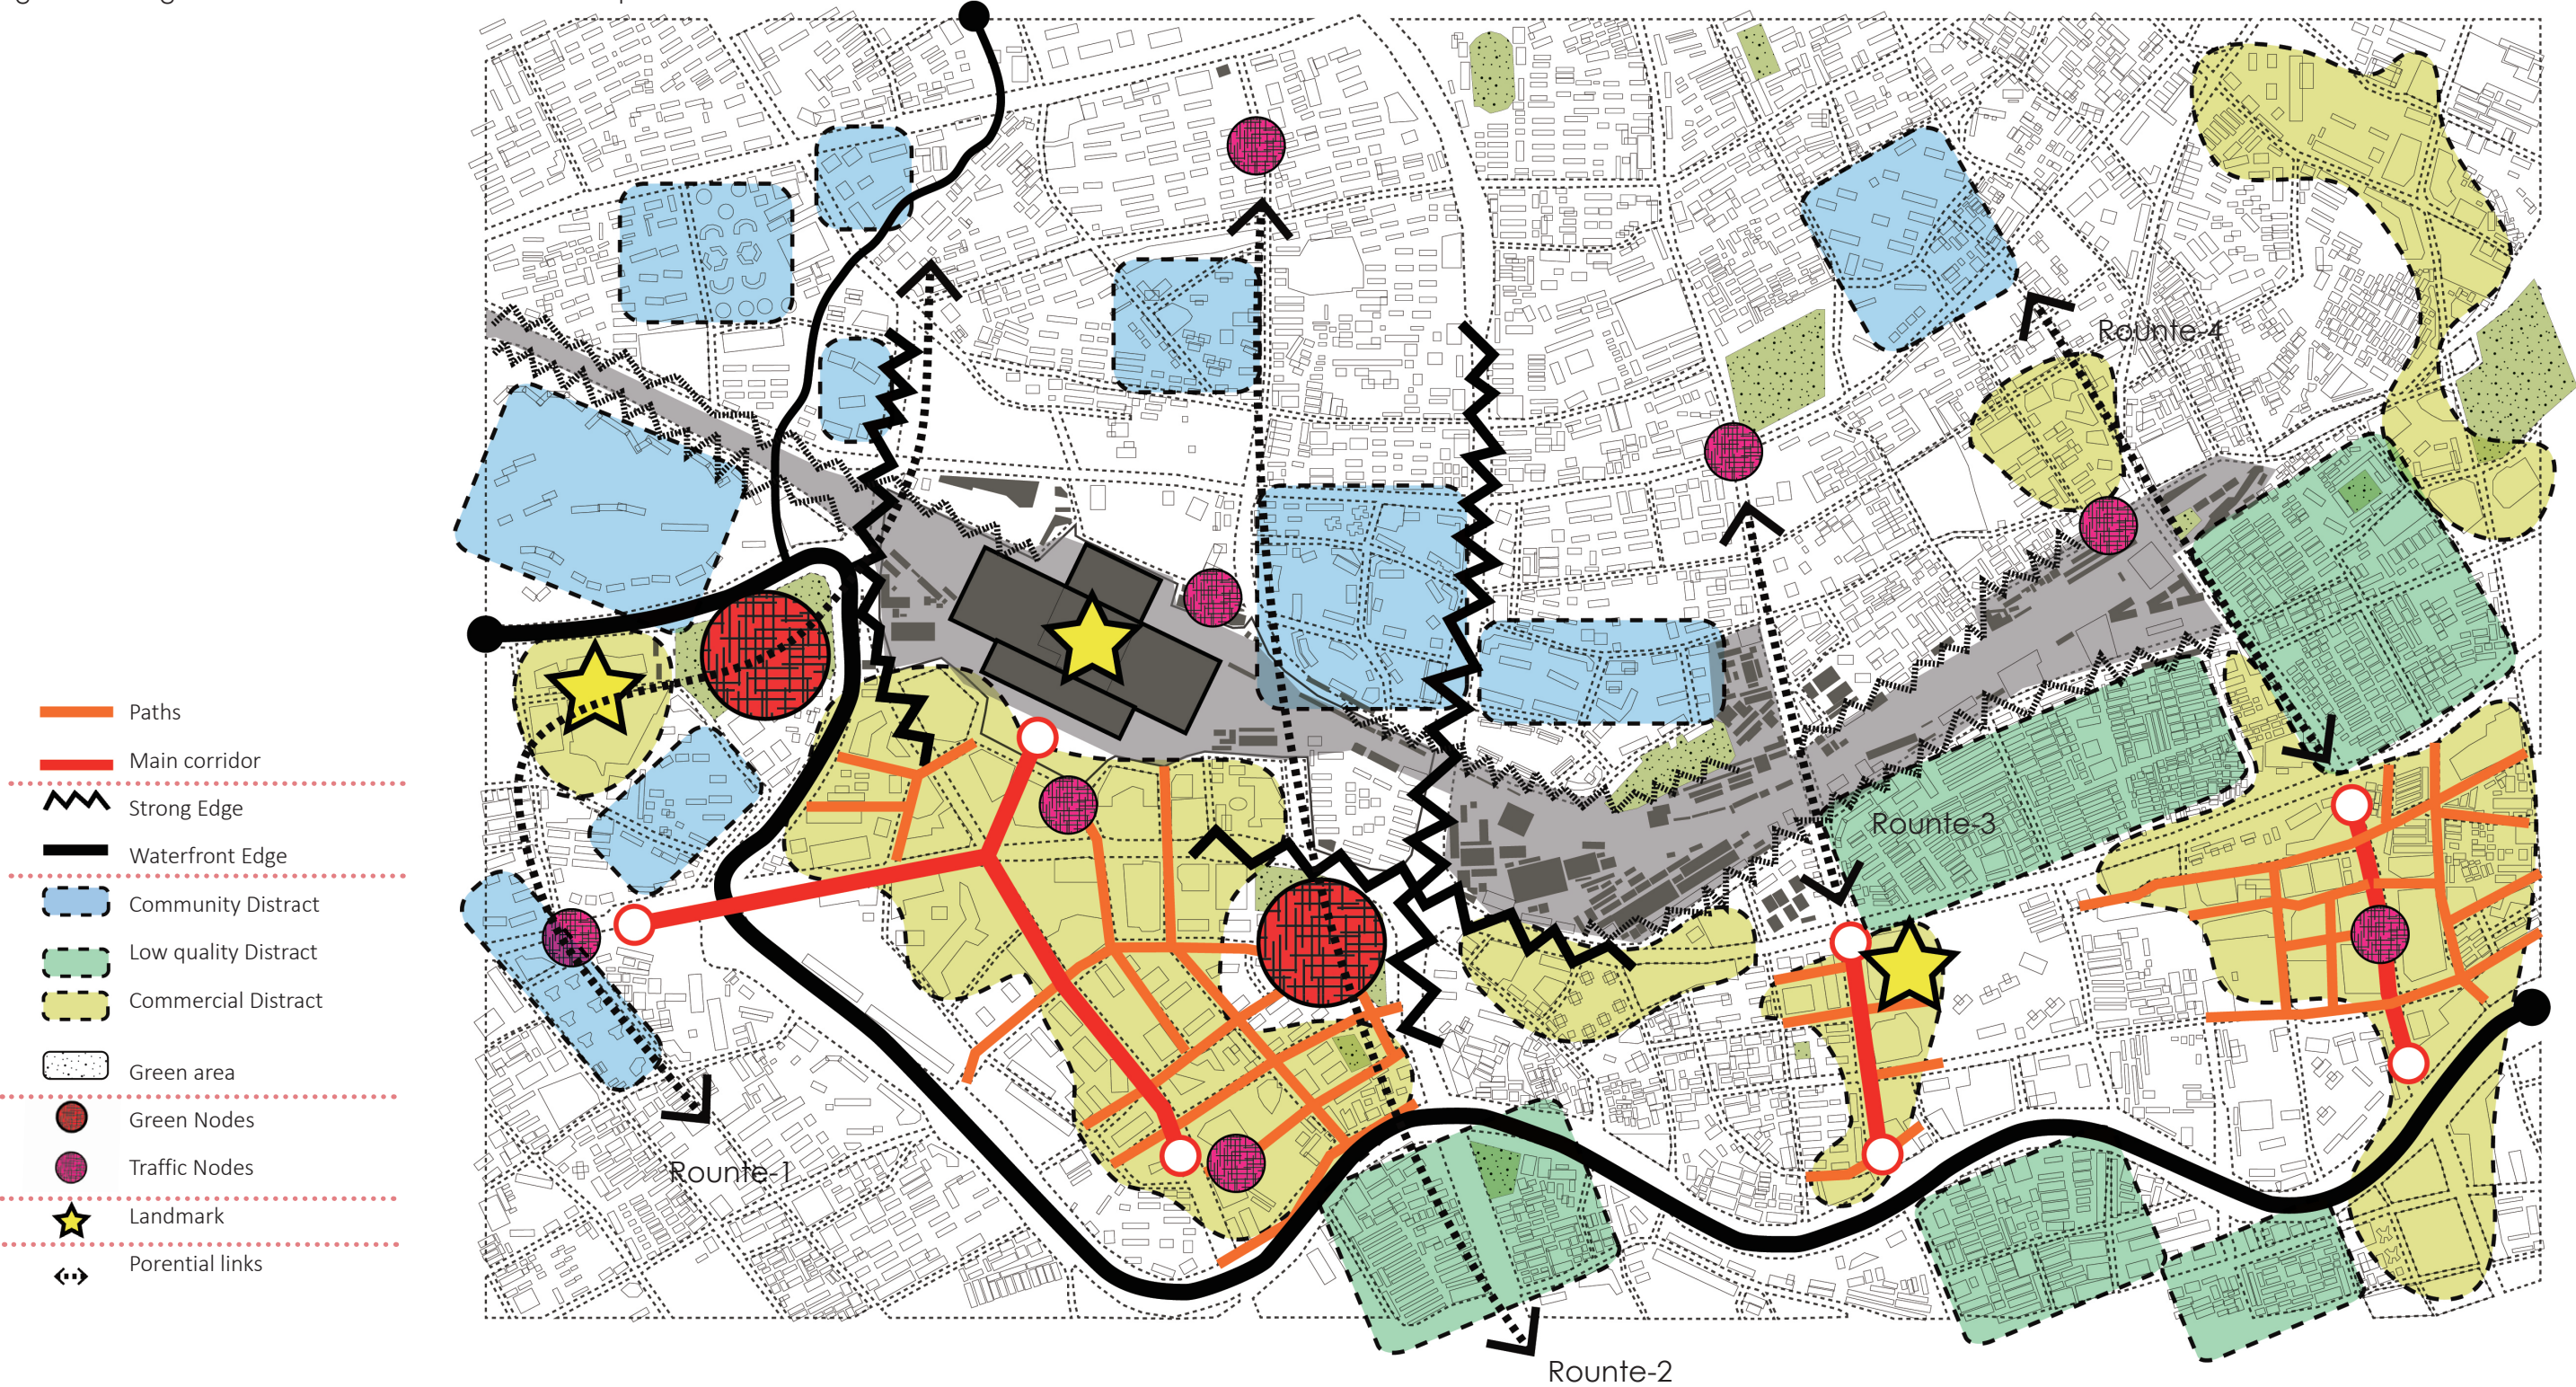 Paths
Main corridor
Strong Edge
Waterfront Edge
Community Distract
Low quality Distract
Commercial Distract
Green area
Green Nodes
Traffic Nodes
Landmark
Porential links
Rounte-4
Rounte-3
Rounte-1
Rounte-2